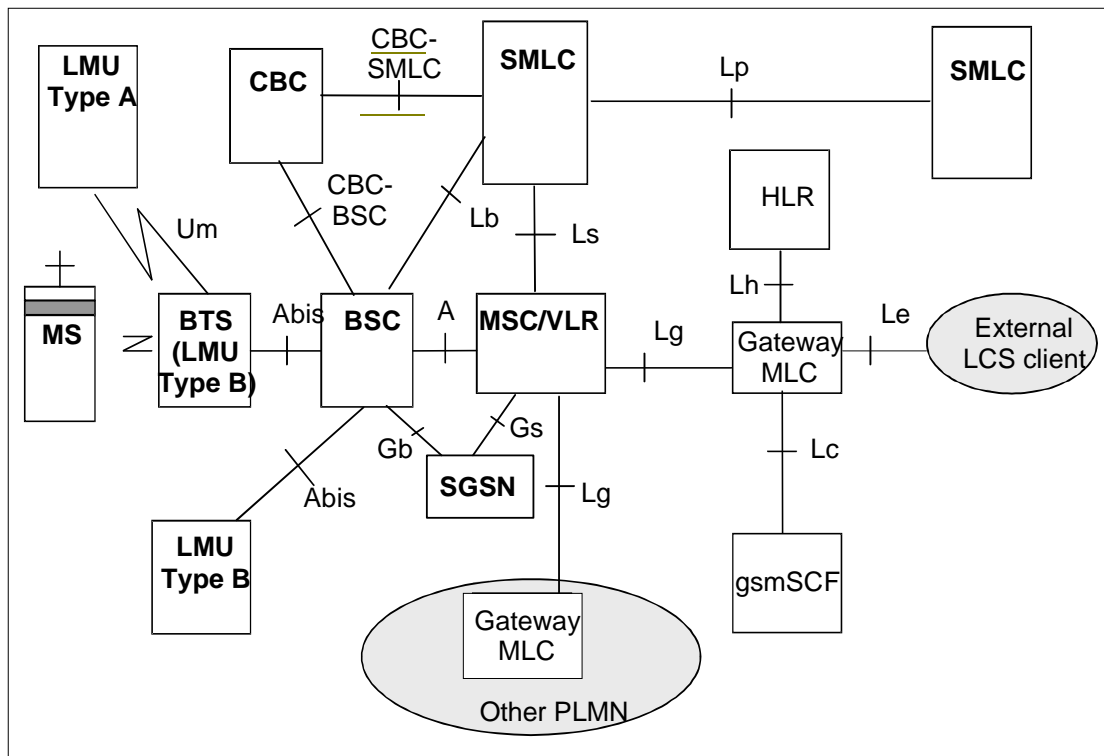 LMU
Type A
CBC
CBC-
SMLC
SMLC
Lp
SMLC
Um
CBC-
BSC
Lb
Ls
HLR
Lh
MS
BTS
(LMU
Type B)
Abis
BSC
A
MSC/VLR
Lg
Gateway
MLC
Le
External
LCS client
Gb
Gs
SGSN
Lc
Abis
Lg
LMU
Type B
gsmSCF
Gateway
MLC
Other PLMN